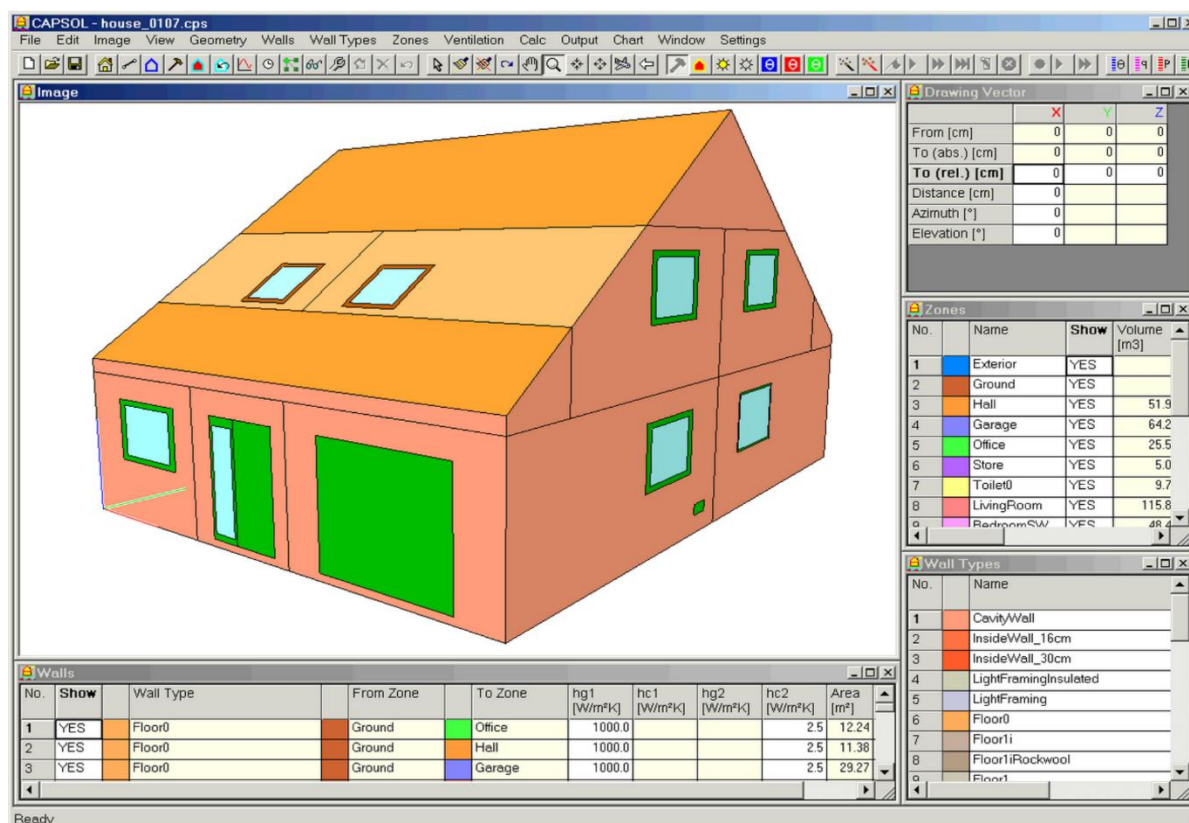 CAPSOL - house_0107.cps
File Edit Image View Geometry Walls Wall Types Zones Ventilation Calc Output Chart Window Settings
Image
Drawing Vector
X Y Z
From [cm] 0 0 0
To (abs.) [cm] 0 0 0
To (rel.) [cm] 0 0 0
Distance [cm] 0
Azimuth [°] 0
Elevation [°] 0
Zones
No. Name Show Volume
[m3]
1 Exterior YES
2 Ground YES
3 Hall YES 51.9
4 Garage YES 64.2
5 Office YES 25.5
6 Store YES 5.0
7 Toilet0 YES 9.7
8 LivingRoom YES 115.8
9 BedroomSW YES 48.4
Wall Types
No. Name
1 CavityWall
2 InsideWall_16cm
3 InsideWall_30cm
4 LightFramingInsulated
5 LightFraming
6 Floor0
7 Floor1i
8 Floor1iRockwool
9 Floor1
Walls
No. Show Wall Type From Zone To Zone hg1 hc1 hg2 hc2 Area
[W/m²K] [W/m²K] [W/m²K] [W/m²K] [m²]
1 YES Floor0 Ground Office 1000.0 2.5 12.24
2 YES Floor0 Ground Hall 1000.0 2.5 11.38
3 YES Floor0 Ground Garage 1000.0 2.5 29.27
Ready